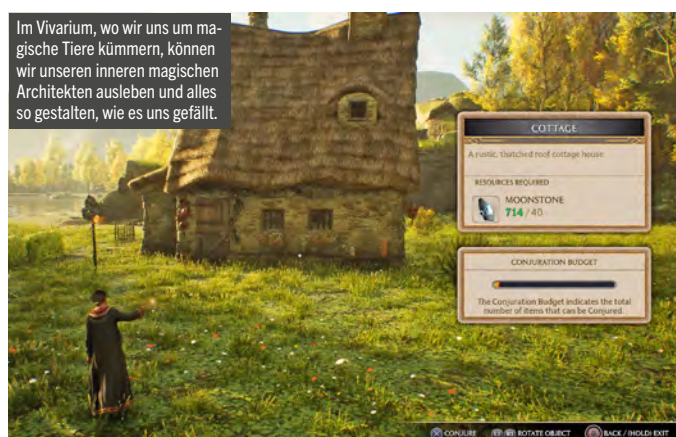 Im Vivarium, wo wir uns um ma-
gische Tiere kümmern, können
wir unseren inneren magischen
Architekten ausleben und alles
so gestalten, wie es uns gefällt.
COTTAGE
A rustic, thatched roof cottage house
RESOURCES REQUIRED
MOONSTONE
714/40
CONJURATION BUDGET
The Conjuration Budget indicates the total
number of items that can be Conjured
CONJURE ROTATE OBJECT BACK / (HOLD) EXIT